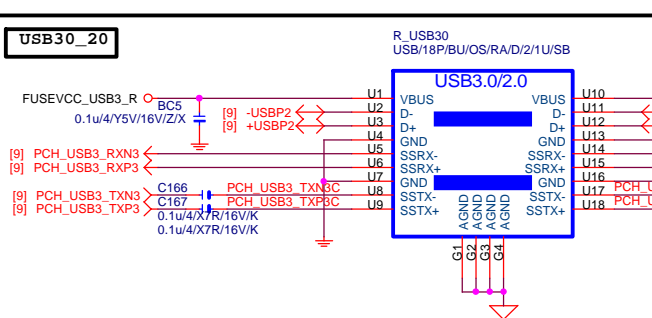 USB30_20
R_USB30
USB/18P/BU/OS/RA/D/2/1U/SB
USB3.0/2.0
FUSEVCC_USB3_R
BC5
0.1u/4/Y5V/16V/Z/X
[9] -USBP2
[9] +USBP2
[9] PCH_USB3_RXN3
[9] PCH_USB3_RXP3
[9] PCH_USB3_TXN3
[9] PCH_USB3_TXP3
C166
C167
PCH_USB3_TXN3C
PCH_USB3_TXP3C
0.1u/4/X7R/16V/K
0.1u/4/X7R/16V/K
U1 VBUS VBUS U10
U2 D- D- U11
U3 D+ D+ U12
U4 GND GND U13
U5 SSRX- SSRX- U14
U6 SSRX+ SSRX+ U15
U7 GND GND U16
U8 SSTX- SSTX- U17 PCH_U
U9 SSTX+ SSTX+ U18 PCH_U
AGND AGND AGND AGND
G1 G2 G3 G4